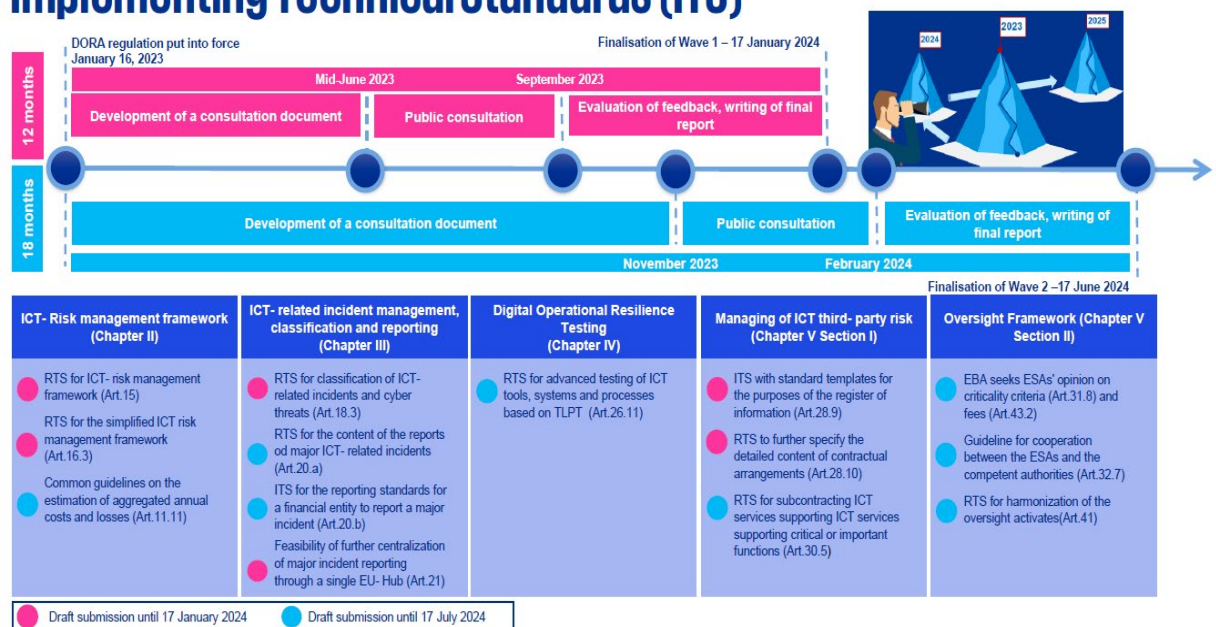 Implementing Technical Standards (ITS)
DORA regulation put into force
January 16, 2023
Finalisation of Wave 1 – 17 January 2024
2024
2023
2025
12 months
Mid-June 2023
September 2023
Development of a consultation document
Public consultation
Evaluation of feedback, writing of final
report
18 months
Development of a consultation document
Public consultation
Evaluation of feedback, writing of
final report
November 2023
February 2024
Finalisation of Wave 2 –17 June 2024
ICT- Risk management framework
(Chapter II)
RTS for ICT- risk management
framework (Art.15)
RTS for the simplified ICT risk
management framework
(Art.16.3)
Common guidelines on the
estimation of aggregated annual
costs and losses (Art.11.11)
ICT- related incident management,
classification and reporting
(Chapter III)
RTS for classification of ICT-
related incidents and cyber
threats (Art.18.3)
RTS for the content of the reports
od major ICT- related incidents
(Art.20.a)
ITS for the reporting standards for
a financial entity to report a major
incident (Art.20.b)
Feasibility of further centralization
of major incident reporting
through a single EU- Hub (Art.21)
Digital Operational Resilience
Testing
(Chapter IV)
RTS for advanced testing of ICT
tools, systems and processes
based on TLPT (Art.26.11)
Managing of ICT third- party risk
(Chapter V Section I)
ITS with standard templates for
the purposes of the register of
information (Art.28.9)
RTS to further specify the
detailed content of contractual
arrangements (Art.28.10)
RTS for subcontracting ICT
services supporting ICT services
supporting critical or important
functions (Art.30.5)
Oversight Framework (Chapter V
Section II)
EBA seeks ESAs' opinion on
criticality criteria (Art.31.8) and
fees (Art.43.2)
Guideline for cooperation
between the ESAs and the
competent authorities (Art.32.7)
RTS for harmonization of the
oversight activates(Art.41)
Draft submission until 17 January 2024
Draft submission until 17 July 2024